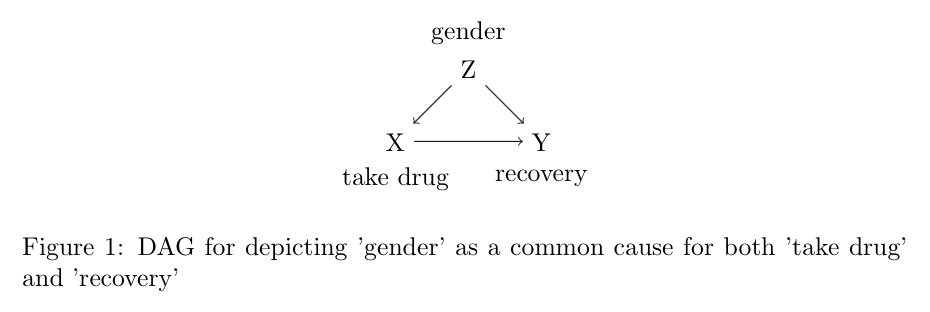 gender
Z
X
Y
take drug
recovery
Figure 1: DAG for depicting 'gender' as a common cause for both 'take drug'
and 'recovery'